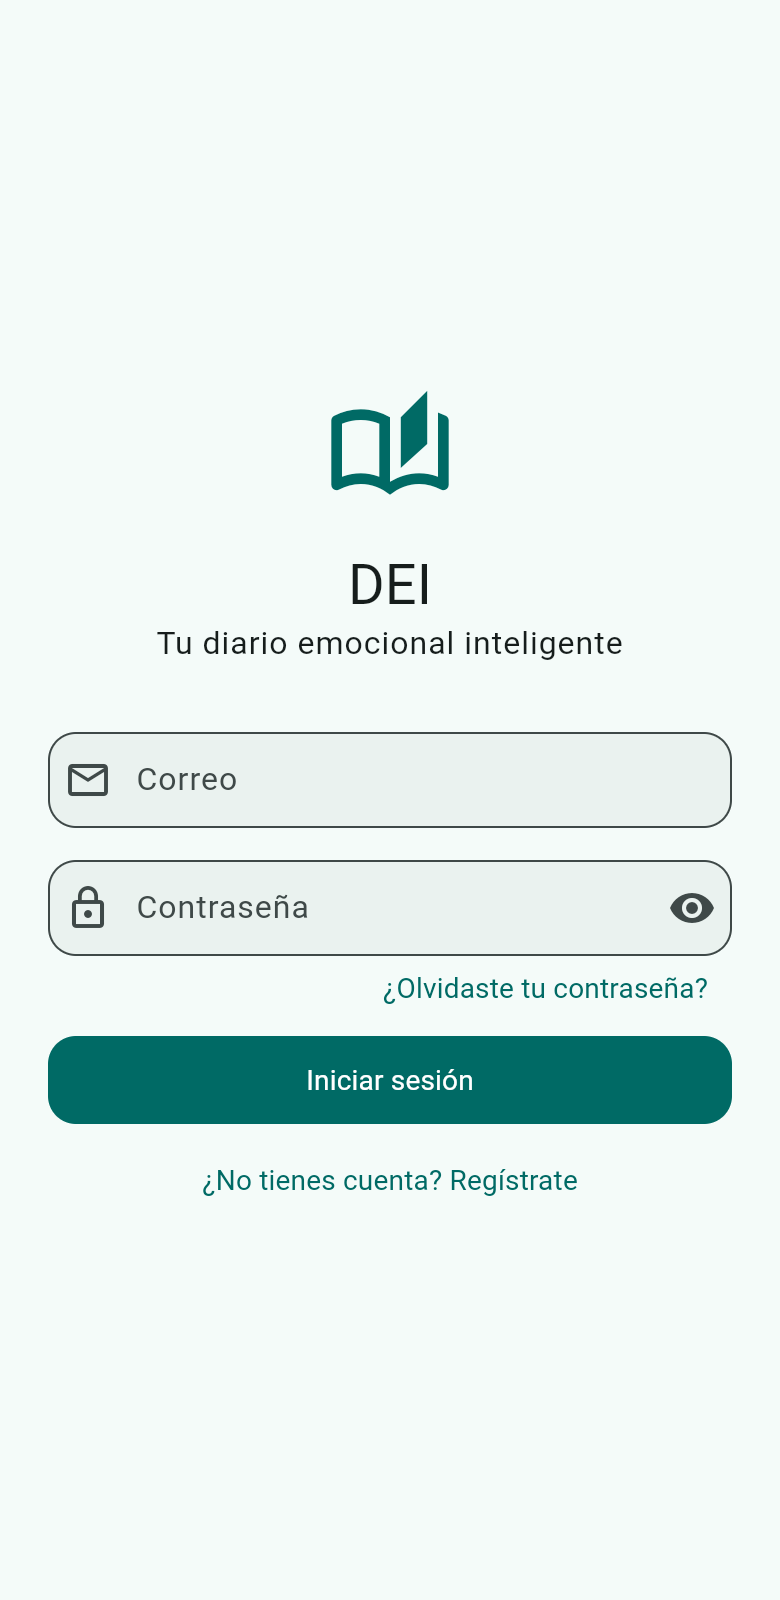 DEI
Tu diario emocional inteligente
Correo
Contraseña
¿Olvidaste tu contraseña?
Iniciar sesión
¿No tienes cuenta? Regístrate